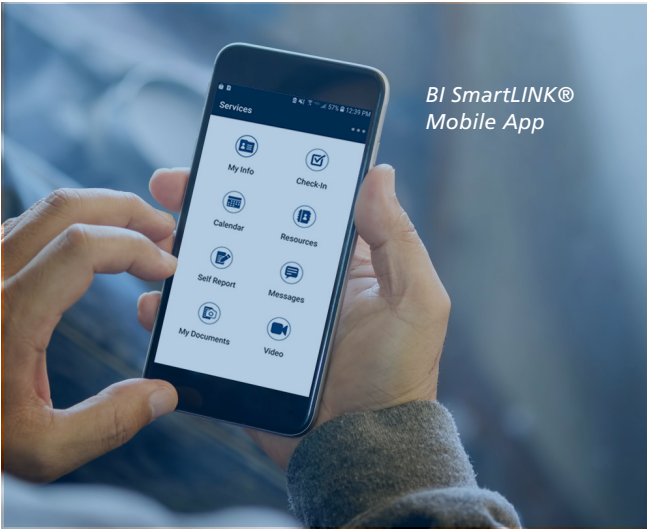 BI SmartLINK®
Mobile App
57% 12:39 PM
Services
My Info
Check-In
Calendar
Resources
Self Report
Messages
My Documents
Video